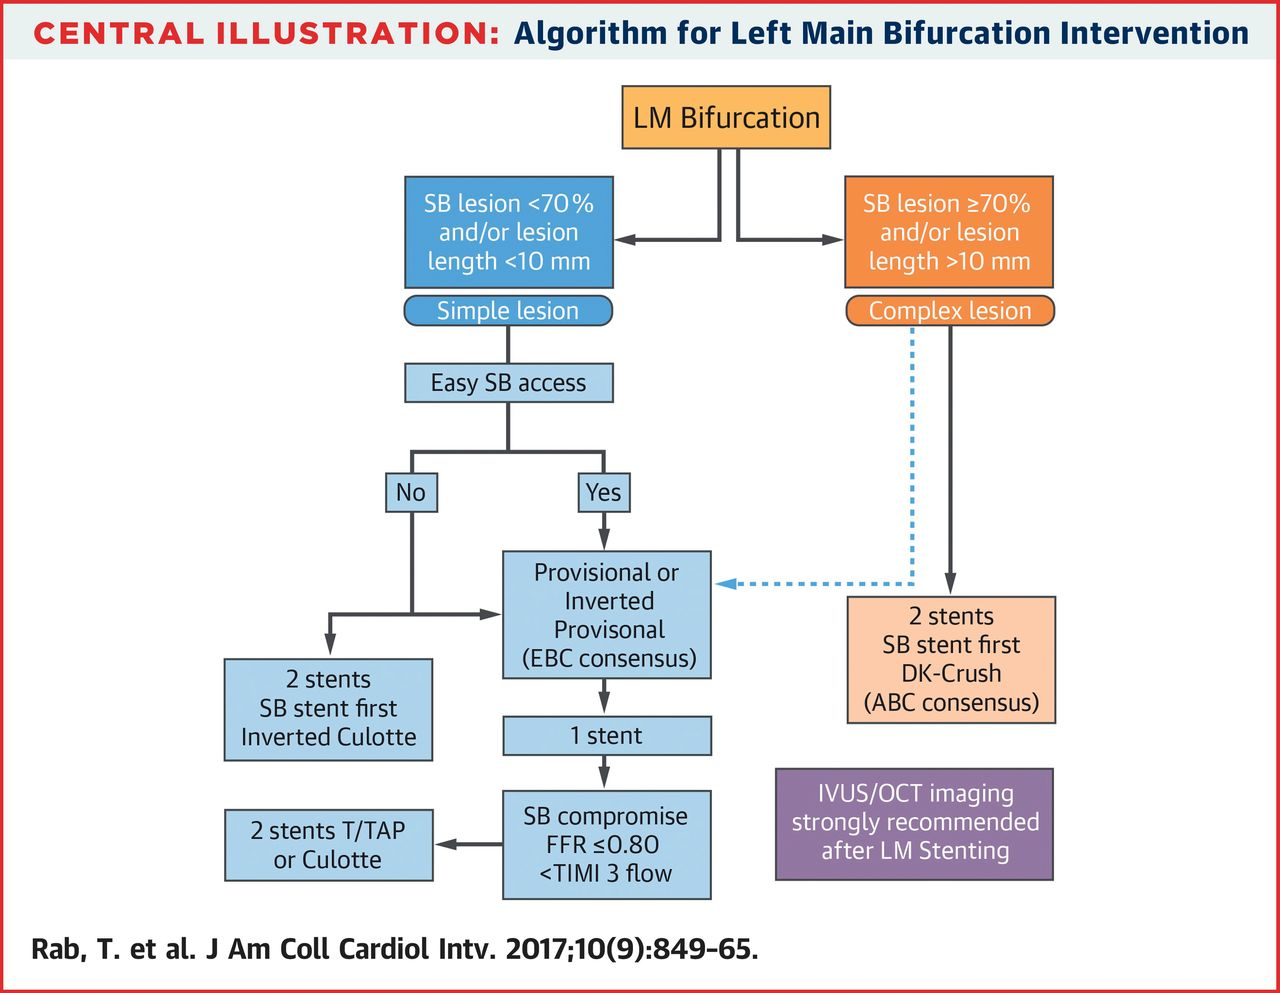 CENTRAL ILLUSTRATION: Algorithm for Left Main Bifurcation Intervention
LM Bifurcation
SB lesion <70%
and/or lesion
length <10 mm
Simple lesion
SB lesion ≥70%
and/or lesion
length >10 mm
Complex lesion
Easy SB access
No
Yes
Provisional or
Inverted
Provisonal
(EBC consensus)
2 stents
SB stent first
DK-Crush
(ABC consensus)
2 stents
SB stent first
Inverted Culotte
1 stent
SB compromise
FFR ≤0.80
<TIMI 3 flow
2 stents T/TAP
or Culotte
IVUS/OCT imaging
strongly recommended
after LM Stenting
Rab, T. et al. J Am Coll Cardiol Intv. 2017;10(9):849–65.